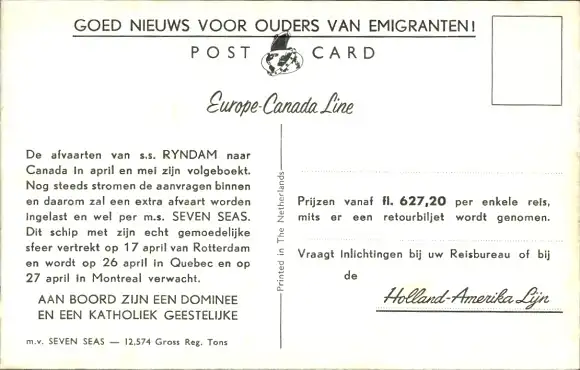 GOED NIEUWS VOOR OUDERS VAN EMIGRANTEN!
POST CARD
Europe-Canada Line
De afvaarten van s.s. RYNDAM naar
Canada in april en mei zijn volgeboekt.
Nog steeds stromen de aanvragen binnen
en daarom zal een extra afvaart worden
ingelast en wel per m.s. SEVEN SEAS.
Dit schip met zijn echt gemoedelijke
sfeer vertrekt op 17 april van Rotterdam
en wordt op 26 april in Quebec en op
27 april in Montreal verwacht.
AAN BOORD ZIJN EEN DOMINEE
EN EEN KATHOLIEK GEESTELIJKE
m.v. SEVEN SEAS — 12,574 Gross Reg. Tons
Printed in The Netherlands
Prijzen vanaf fl. 627,20 per enkele reis,
mits er een retourbiljet wordt genomen.
Vraagt Inlichtingen bij uw Reisbureau of bij
de
Holland-Amerika Lijn